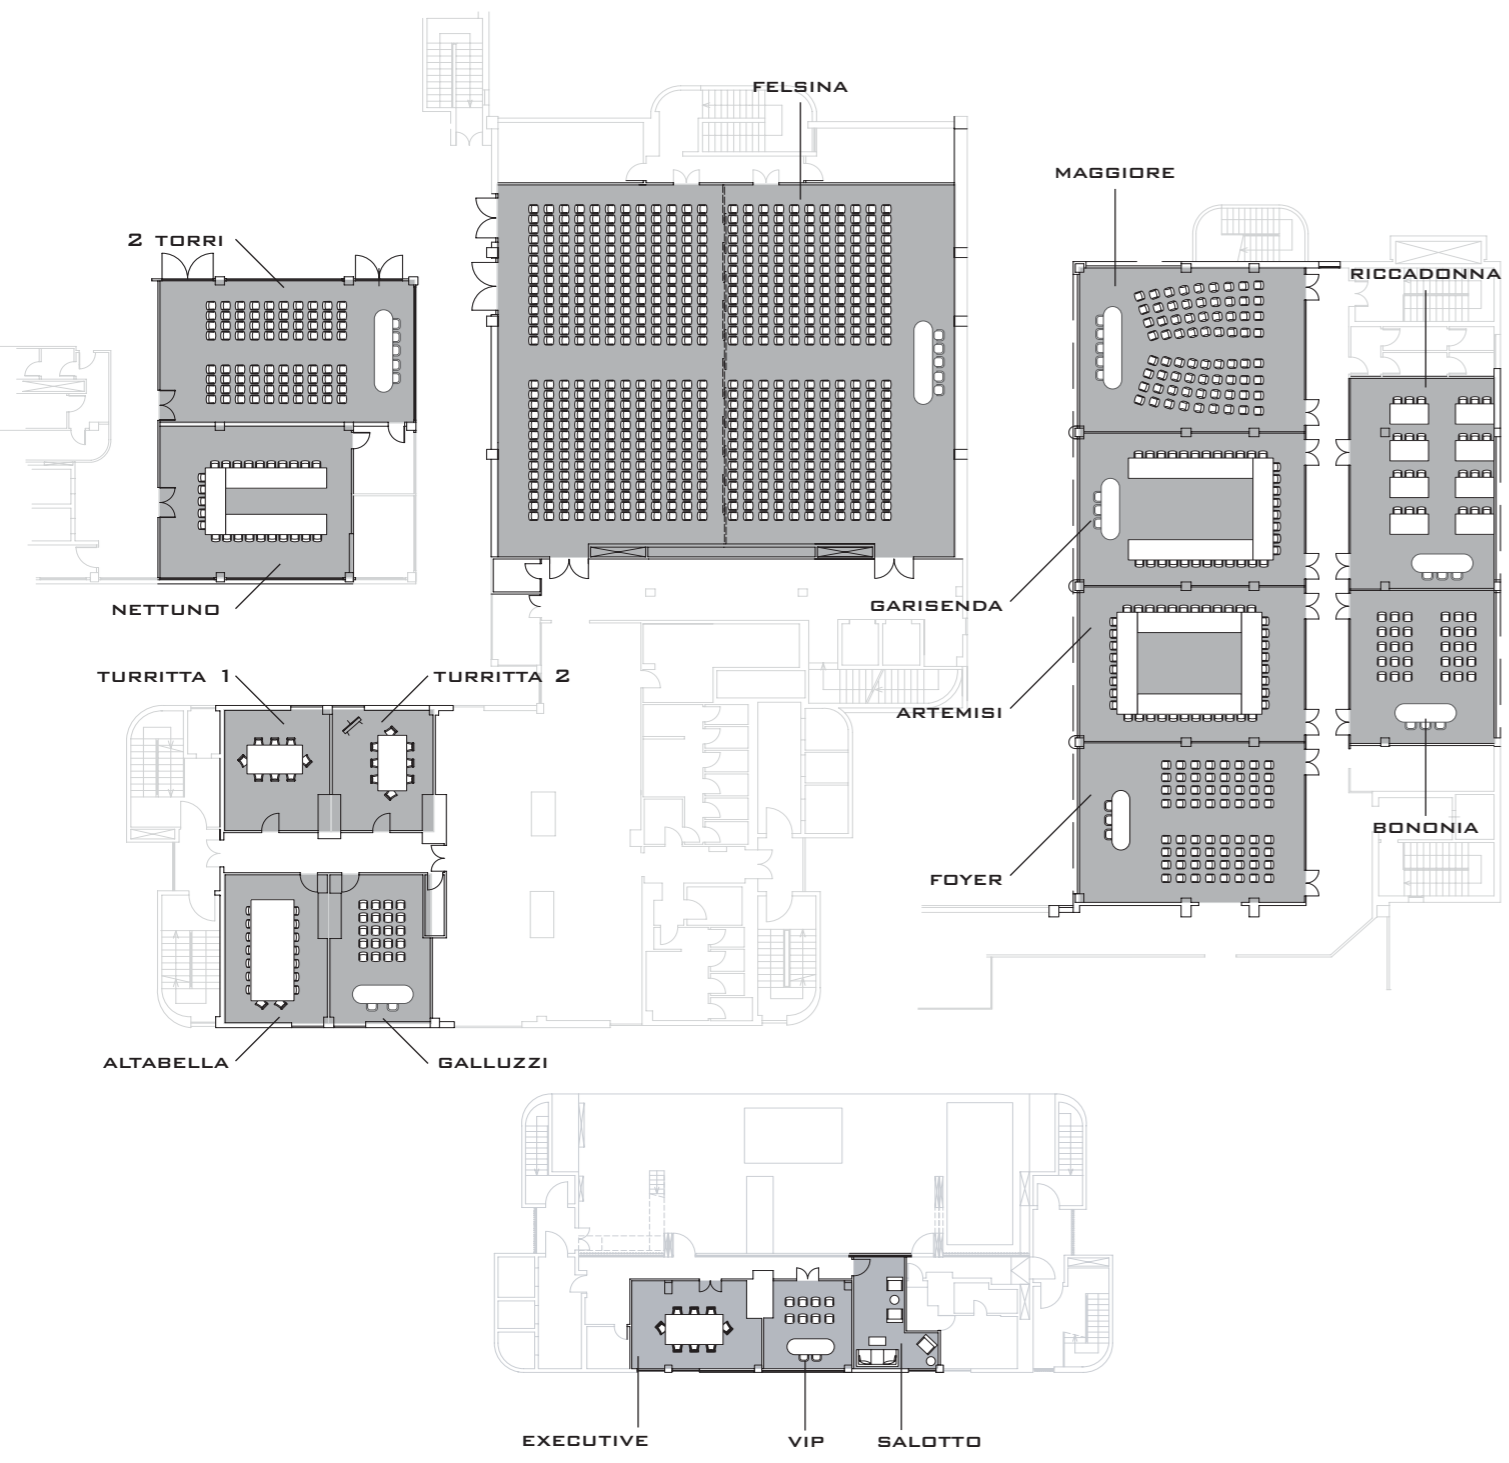 FELSINA
MAGGIORE
2 TORRI
RICCADONNA
NETTUNO
GARISENDA
TURRITTA 1
TURRITTA 2
ARTEMISI
BONONIA
FOYER
ALTABELLA
GALLUZZI
EXECUTIVE
VIP
SALOTTO